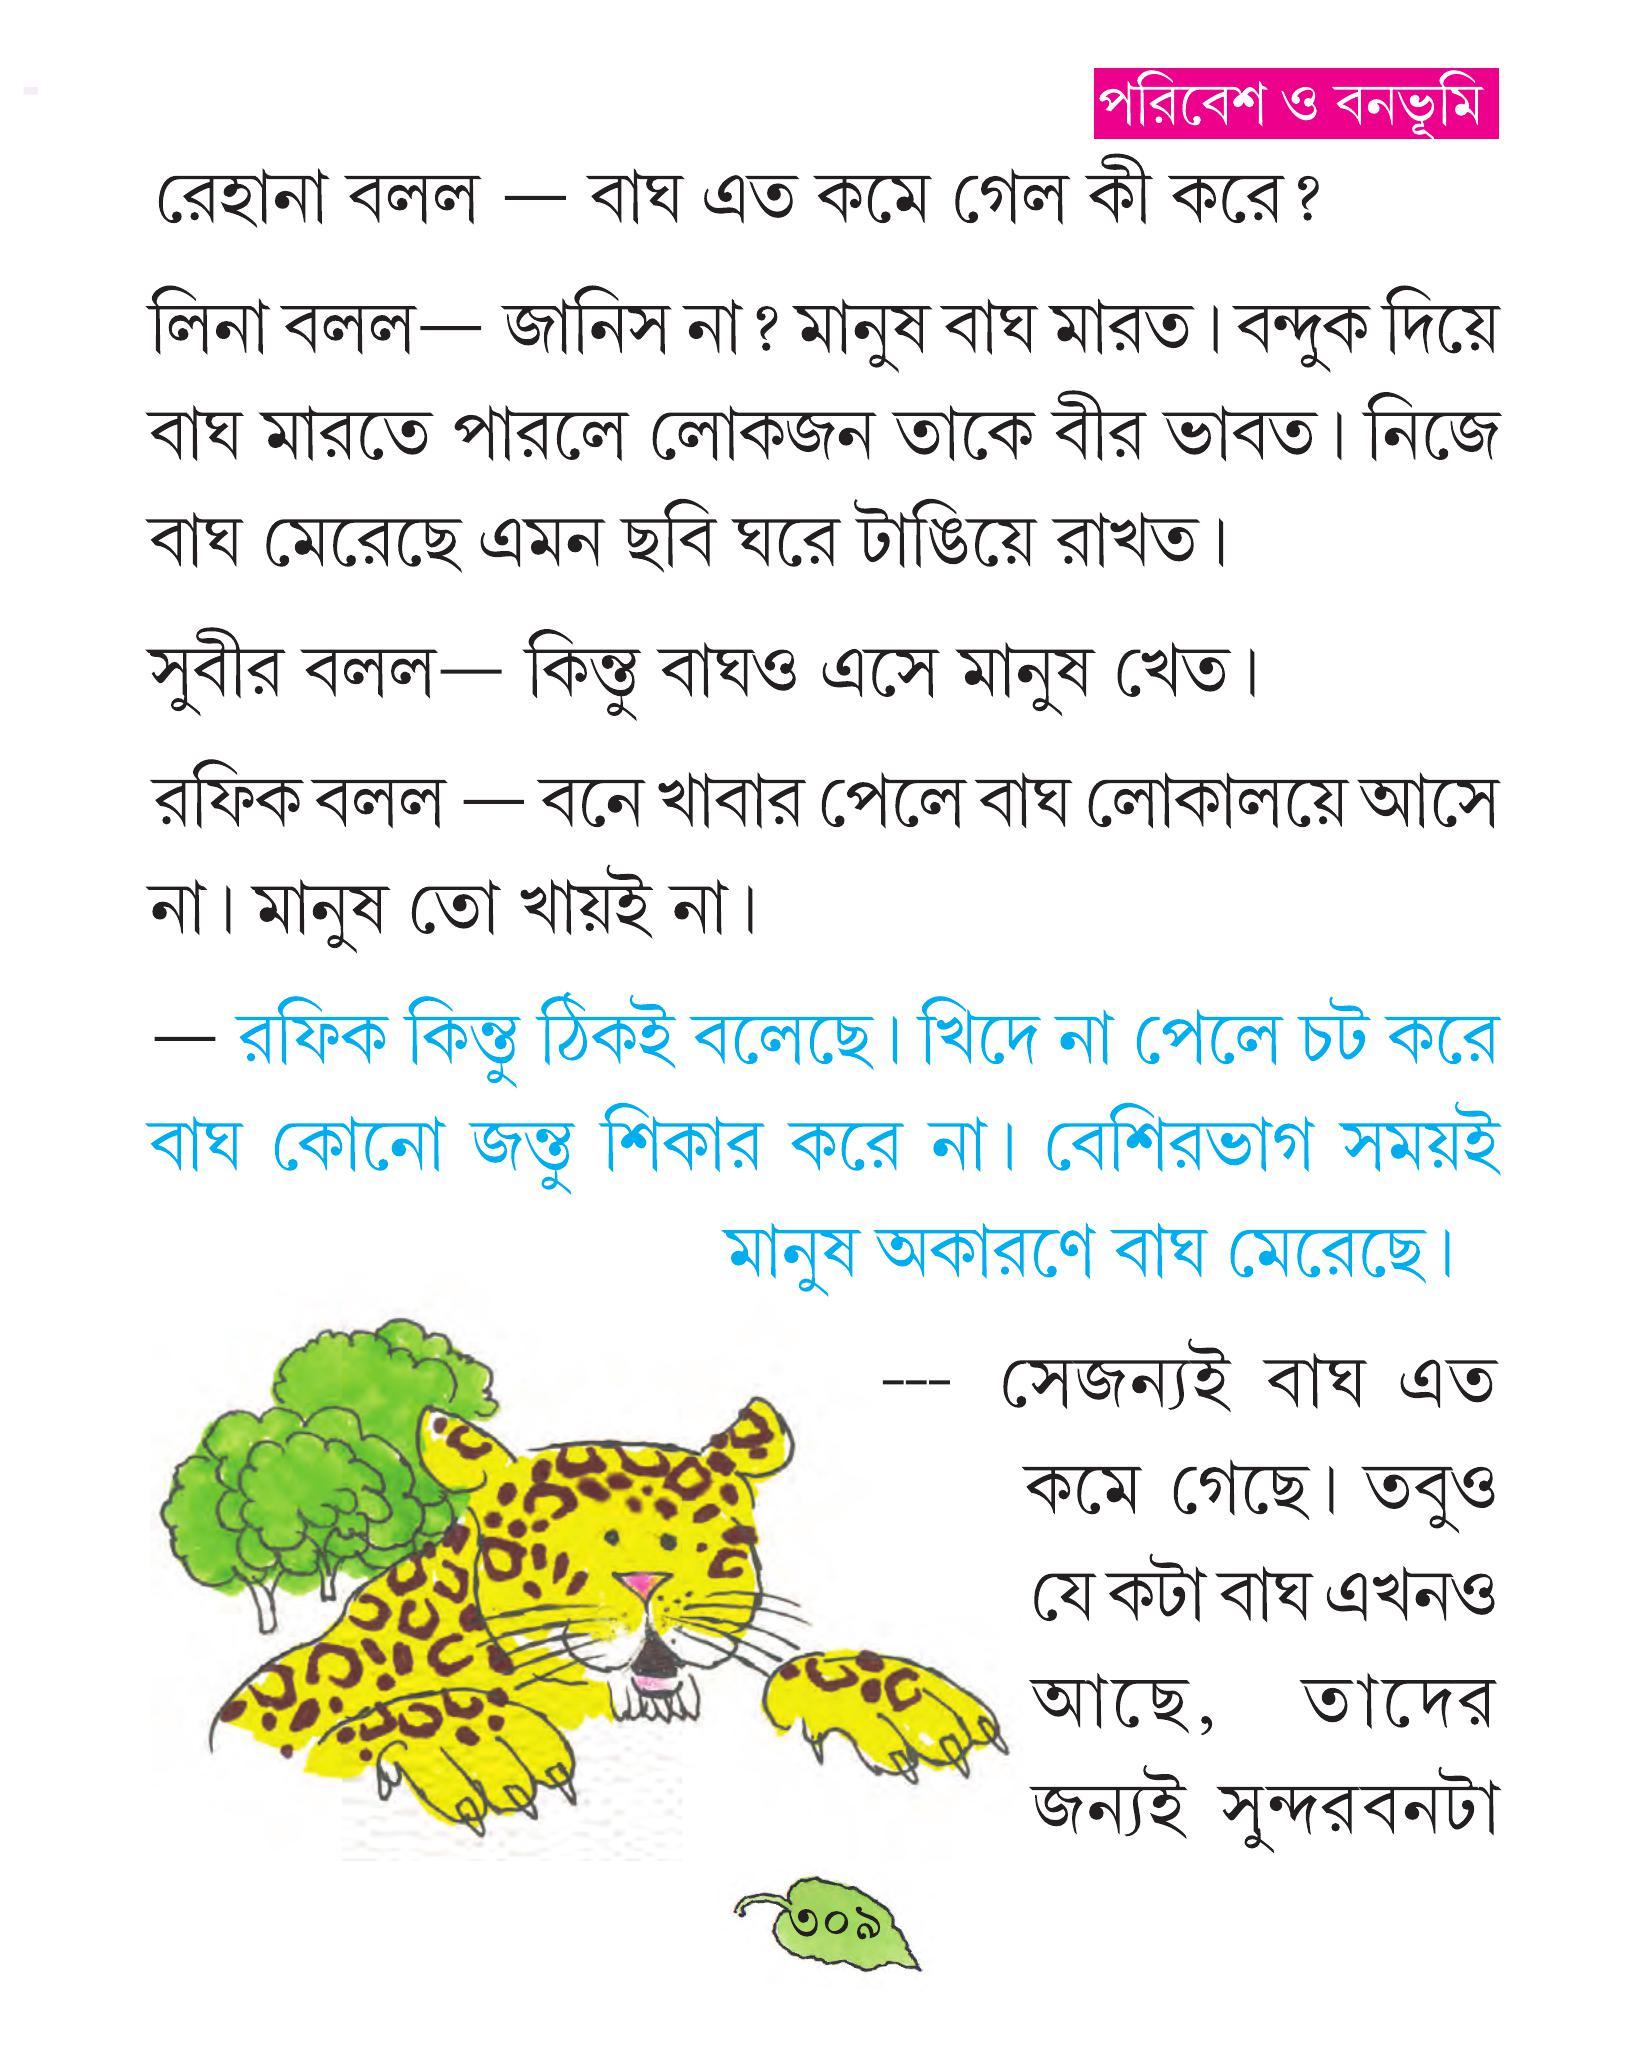 পরিবেশ ও বনভূমি
রেহানা বলল — বাঘ এত কমে গেল কী করে?
লিনা বলল— জানিস না? মানুষ বাঘ মারত। বন্দুক দিয়ে
বাঘ মারতে পারলে লোকজন তাকে বীর ভাবত। নিজে
বাঘ মেরেছে এমন ছবি ঘরে টাঙিয়ে রাখত।
সুবীর বলল— কিন্তু বাঘও এসে মানুষ খেত।
রফিক বলল — বনে খাবার পেলে বাঘ লোকালয়ে আসে
না। মানুষ তো খায়ই না।
— রফিক কিন্তু ঠিকই বলেছে। খিদে না পেলে চট করে
বাঘ কোনো জন্তু শিকার করে না। বেশিরভাগ সময়ই
মানুষ অকারণে বাঘ মেরেছে।
--- সেজন্যই বাঘ এত
কমে গেছে। তবুও
যে কটা বাঘ এখনও
আছে, তাদের
জন্যই সুন্দরবনটা
৩০৯